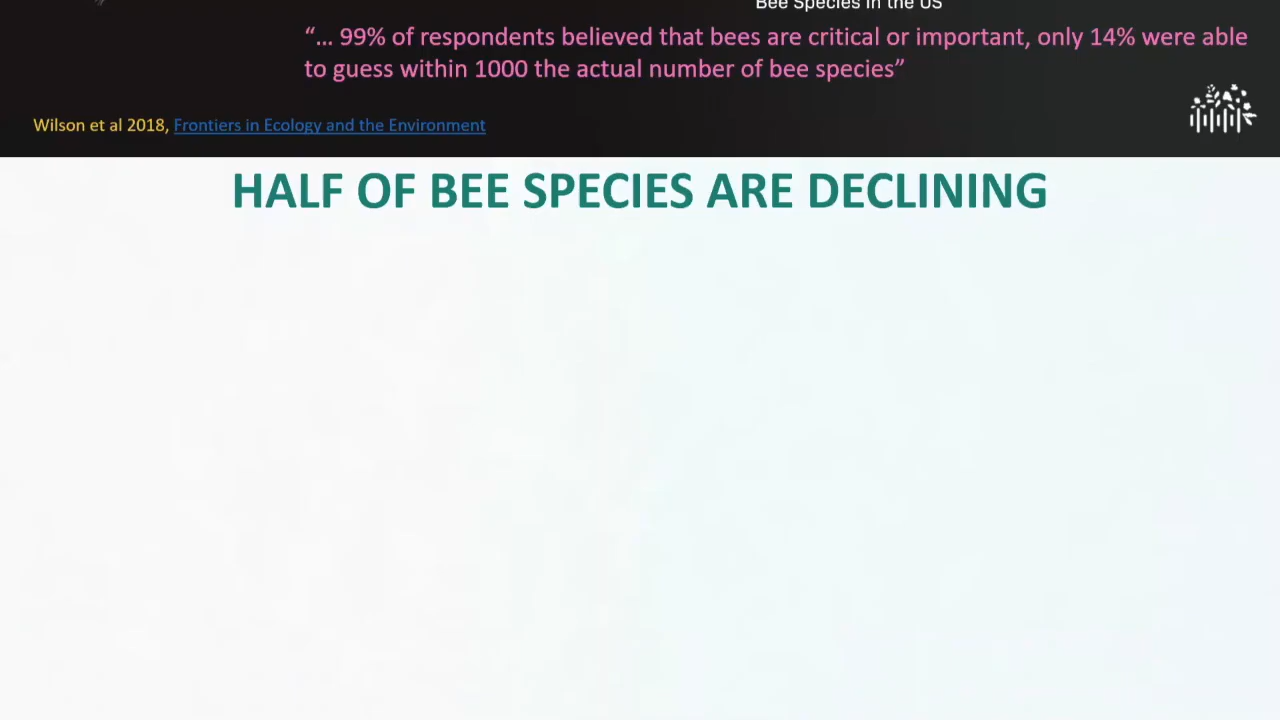 Bee Species in the US
“... 99% of respondents believed that bees are critical or important, only 14% were able
to guess within 1000 the actual number of bee species”
Wilson et al 2018, Frontiers in Ecology and the Environment
HALF OF BEE SPECIES ARE DECLINING